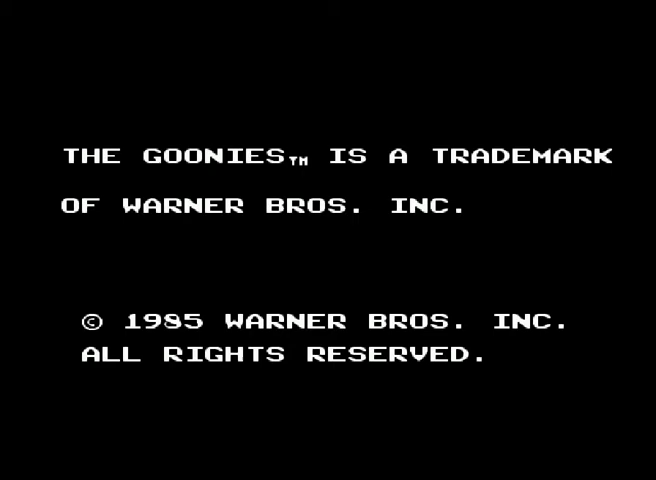 THE GOONIES™ IS A TRADEMARK
OF WARNER BROS. INC.
© 1985 WARNER BROS. INC.
ALL RIGHTS RESERVED.